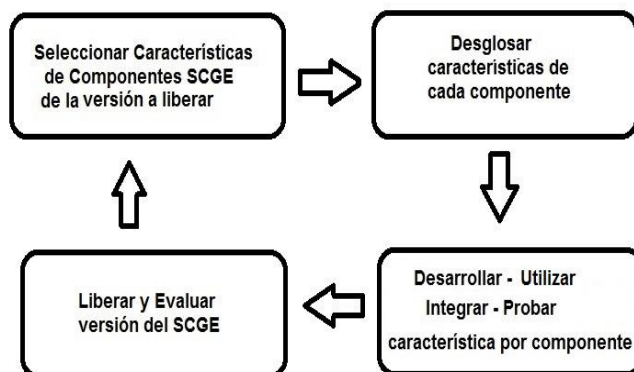 Seleccionar Características
de Componentes SCGE
de la versión a liberar
Desglosar
características de
cada componente
Desarrollar - Utilizar
Integrar - Probar
característica por componente
Liberar y Evaluar
versión del SCGE